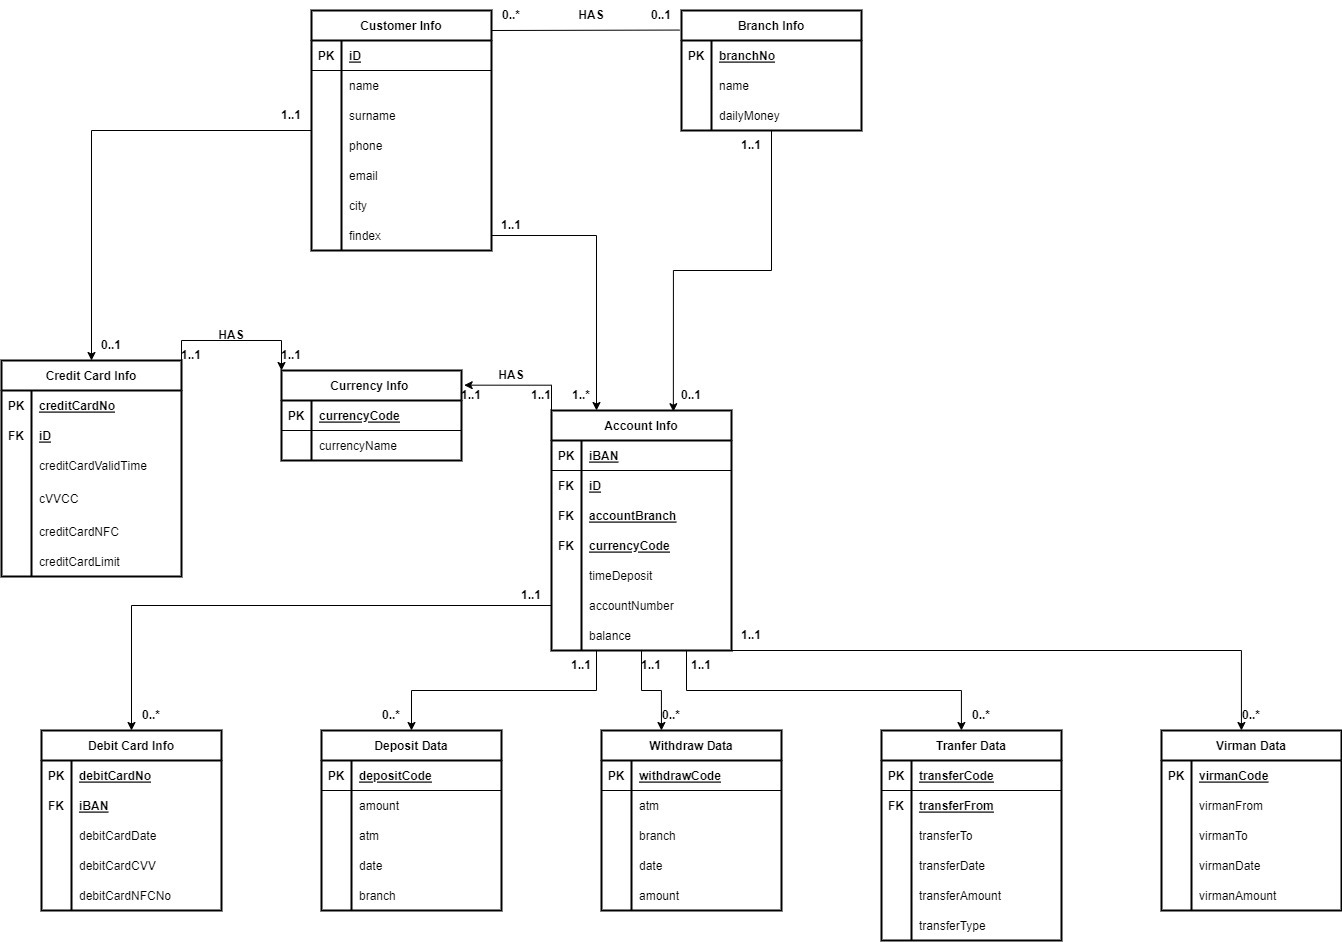 Customer Info
PK iD
name
surname
phone
email
city
findex
0..* HAS 0..1
Branch Info
PK branchNo
name
dailyMoney
1..1
1..1
1..1
0..1
HAS
1..1
1..1
HAS
1..1
1..1
1..*
0..1
Credit Card Info
PK creditCardNo
FK iD
creditCardValidTime
cVVCC
creditCardNFC
creditCardLimit
Currency Info
PK currencyCode
currencyName
Account Info
PK iBAN
FK iD
FK accountBranch
FK currencyCode
timeDeposit
accountNumber
balance
1..1
1..1
1..1
1..1
1..1
0..*
0..*
0..*
0..*
0..*
Debit Card Info
PK debitCardNo
FK iBAN
debitCardDate
debitCardCVV
debitCardNFCNo
Deposit Data
PK depositCode
amount
atm
date
branch
Withdraw Data
PK withdrawCode
atm
branch
date
amount
Tranfer Data
PK transferCode
FK transferFrom
transferTo
transferDate
transferAmount
transferType
Virman Data
PK virmanCode
virmanFrom
virmanTo
virmanDate
virmanAmount